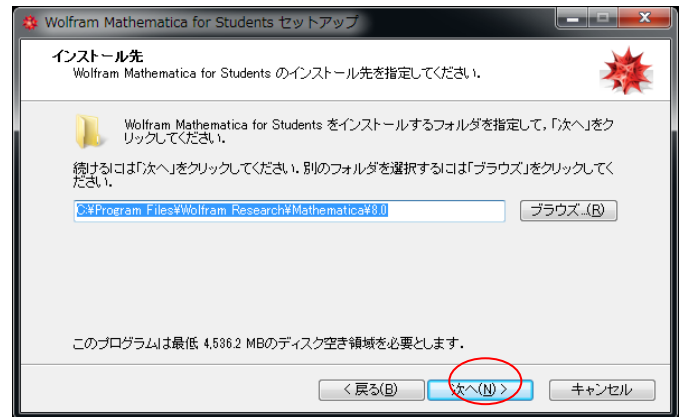 Wolfram Mathematica for Students セットアップ
インストール先
Wolfram Mathematica for Students のインストール先を指定してください.
Wolfram Mathematica for Students をインストールするフォルダを指定して,「次へ」をク
リックしてください.
続けるには「次へ」をクリックしてください. 別のフォルダを選択するには「ブラウズ」をクリックしてく
ださい.
C:¥Program Files¥Wolfram Research¥Mathematica¥8.0
ブラウズ...(R)
このプログラムは最低 4,536.2 MBのディスク空き領域を必要とします.
< 戻る(B)
次へ(N) >
キャンセル